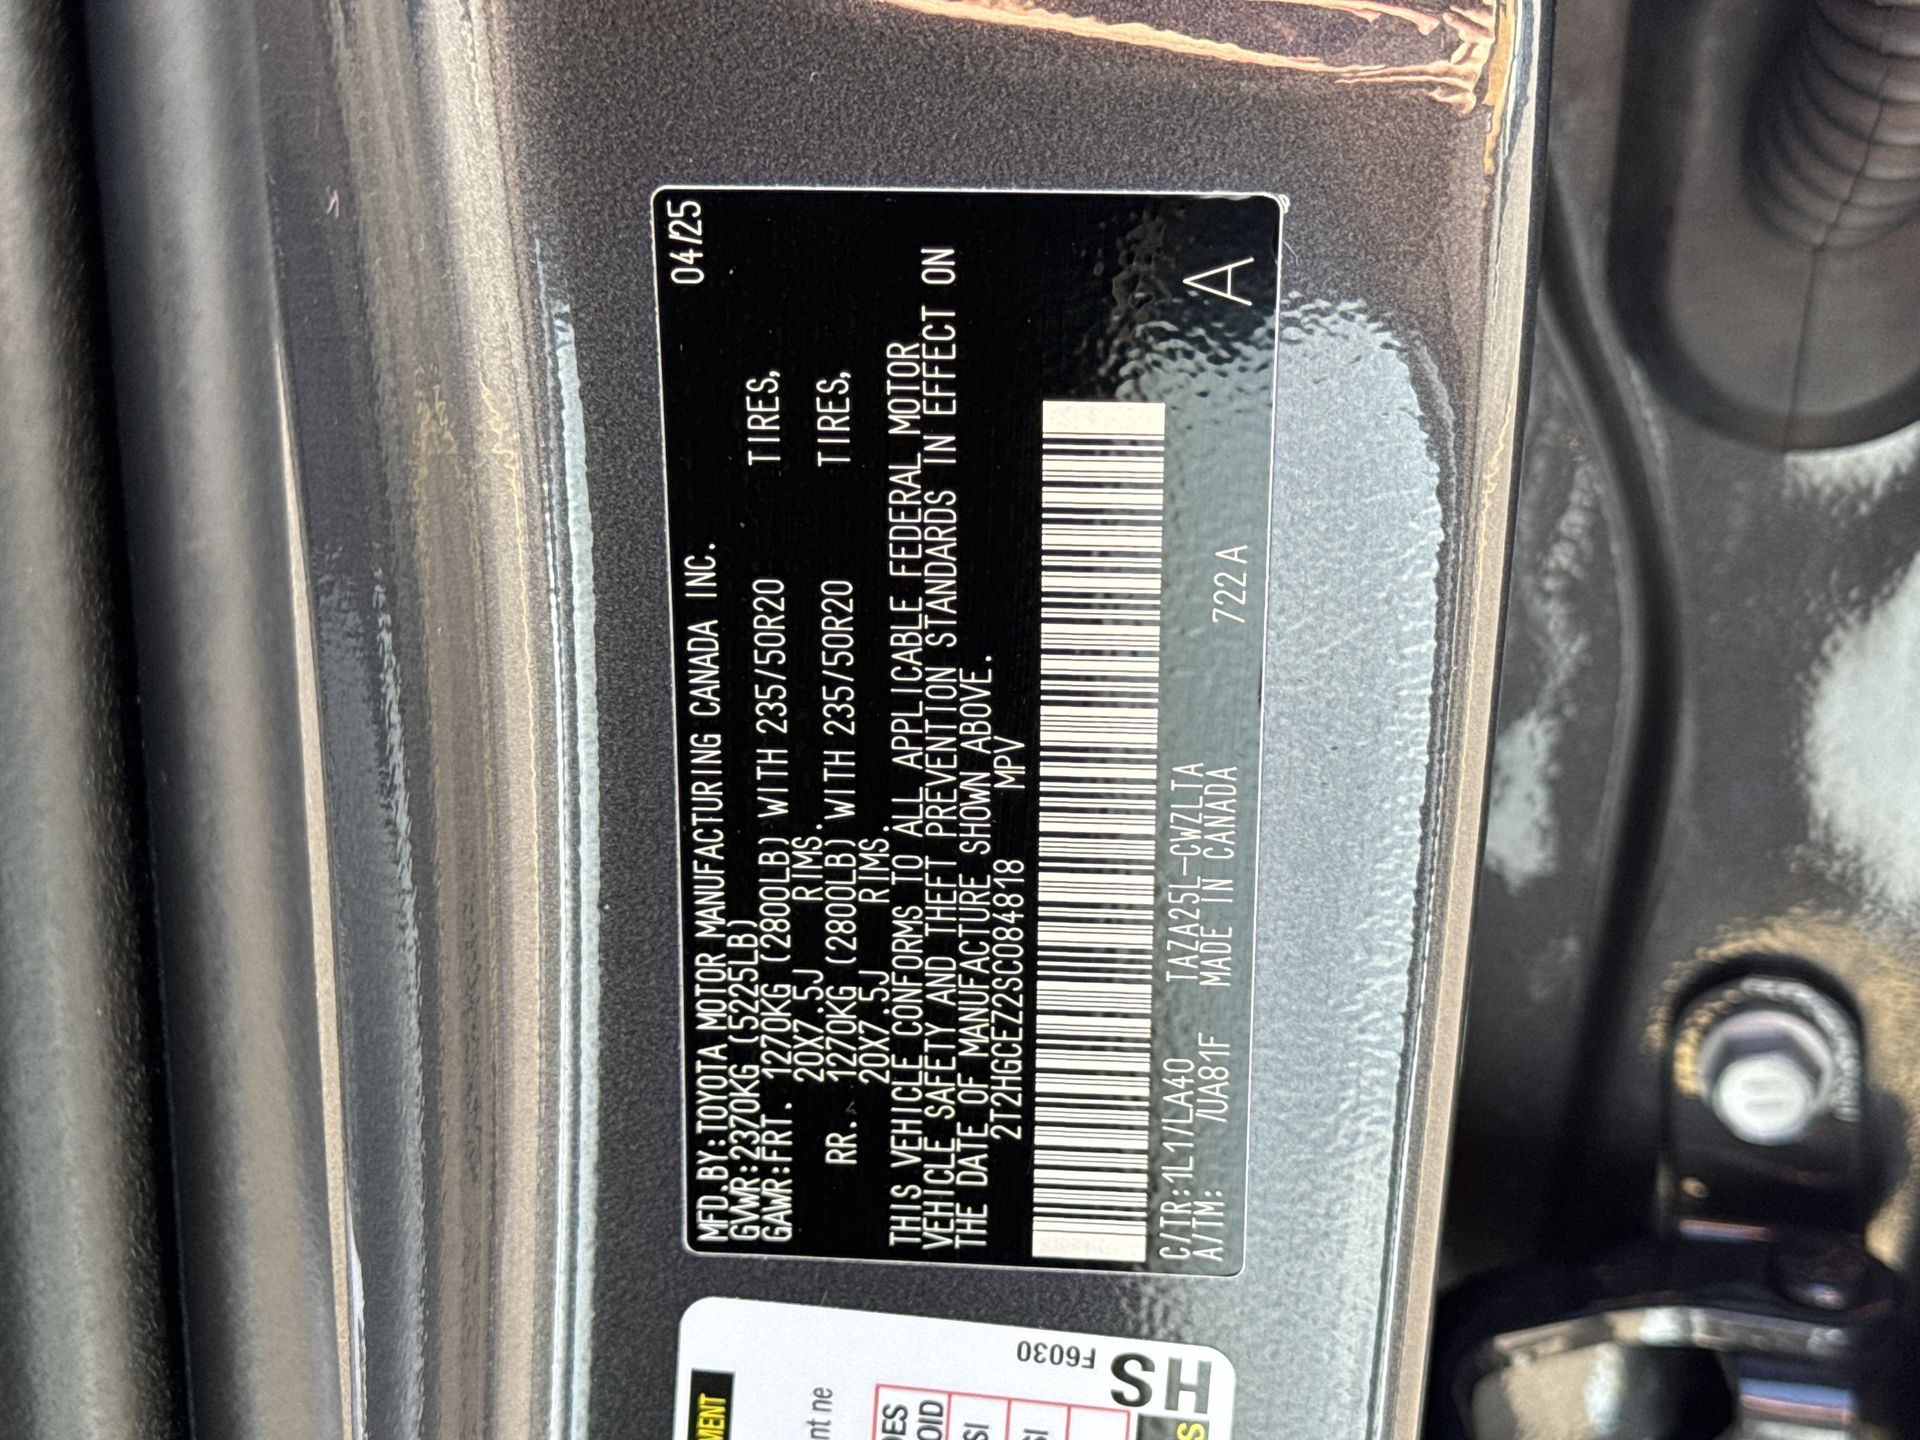 04/25
MFD.BY:TOYOTA MOTOR MANUFACTURING CANADA INC.
GVWR:2370KG (5225LB)
GAWR:FRT. 1270KG (2800LB) WITH 235/50R20 TIRES,
20X7.5J RIMS.
RR. 1270KG (2800LB) WITH 235/50R20 TIRES,
20X7.5J RIMS.
THIS VEHICLE CONFORMS TO ALL APPLICABLE FEDERAL MOTOR
VEHICLE SAFETY AND THEFT PREVENTION STANDARDS IN EFFECT ON
THE DATE OF MANUFACTURE SHOWN ABOVE.
2T2HGCEZ2SC084818 MPV
C/TR:1L1/LA40 TAZA25L-CWZLTA
A/TM: /UA81F MADE IN CANADA 722A A
F6030
HS